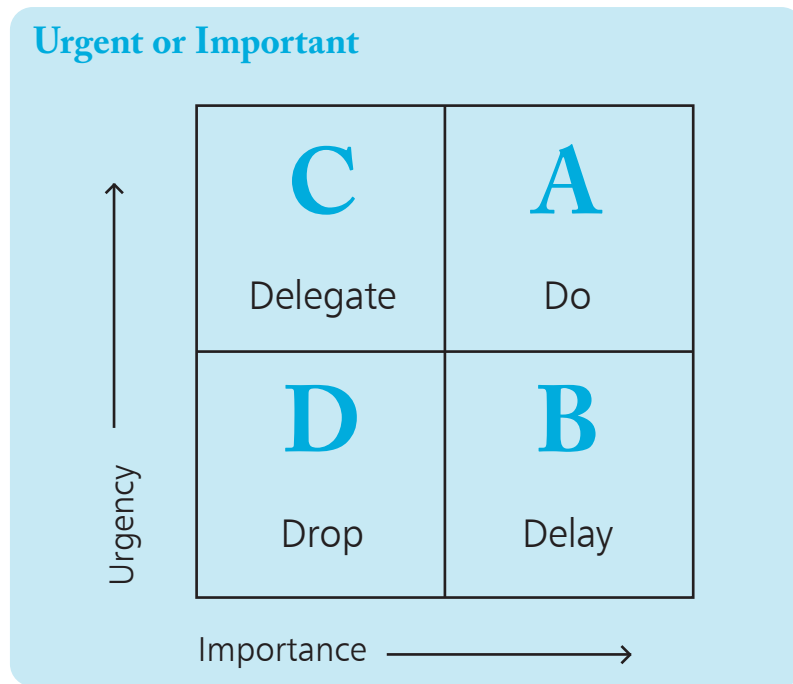 Urgent or Important
C
A
Delegate
Do
D
B
Drop
Delay
Urgency
Importance